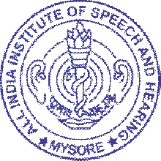 ALL INDIA INSTITUTE OF SPEECH AND HEARING
MYSORE